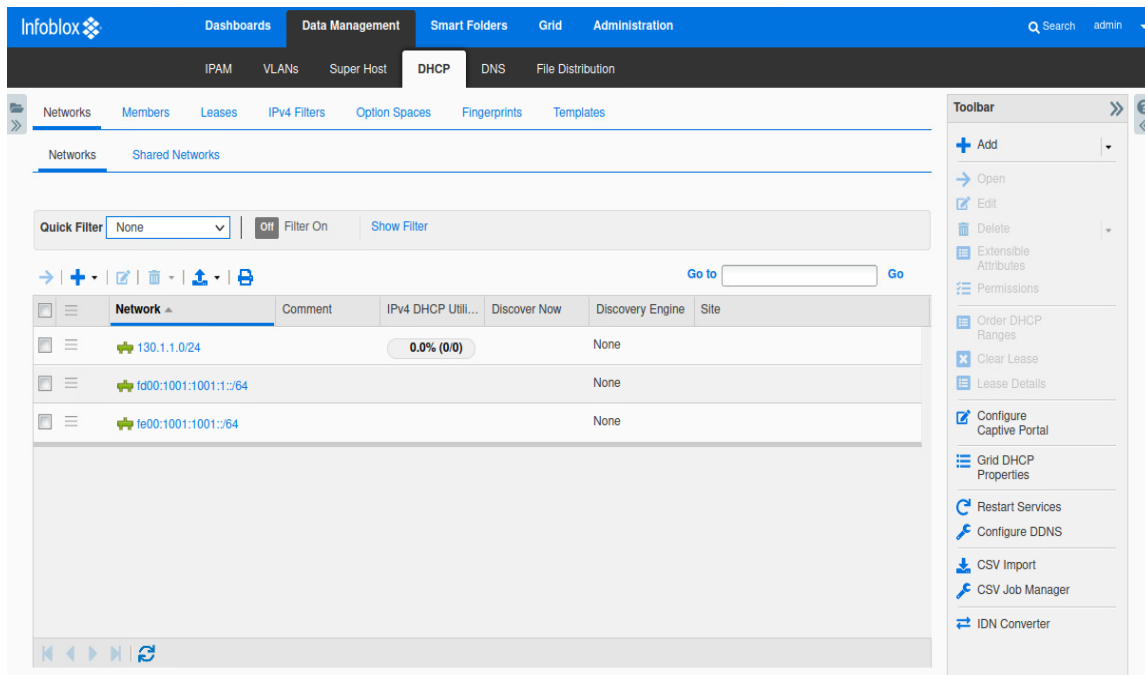 Infoblox Dashboards Data Management Smart Folders Grid Administration Search admin
IPAM VLANs Super Host DHCP DNS File Distribution
Networks Members Leases IPv4 Filters Option Spaces Fingerprints Templates
Networks Shared Networks
Quick Filter None Off Filter On Show Filter
Go to Go
Network Comment IPv4 DHCP Utili... Discover Now Discovery Engine Site
130.1.1.0/24 0.0% (0/0) None
fd00:1001:1001:1::/64 None
fe00:1001:1001::/64 None
Toolbar
Add
Open
Edit
Delete
Extensible
Attributes
Permissions
Order DHCP
Ranges
Clear Lease
Lease Details
Configure
Captive Portal
Grid DHCP
Properties
Restart Services
Configure DDNS
CSV Import
CSV Job Manager
IDN Converter